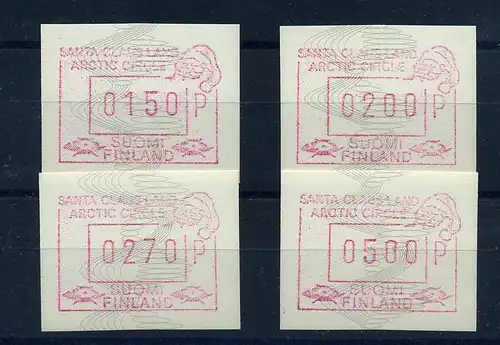 SANTA CLAUS LAND
ARCTIC CIRCLE
0150 P
SUOMI
FINLAND
SANTA CLAUS LAND
ARCTIC CIRCLE
0200 P
SUOMI
FINLAND
SANTA CLAUS LAND
ARCTIC CIRCLE
0270 P
SUOMI
FINLAND
SANTA CLAUS LAND
ARCTIC CIRCLE
0500 P
SUOMI
FINLAND